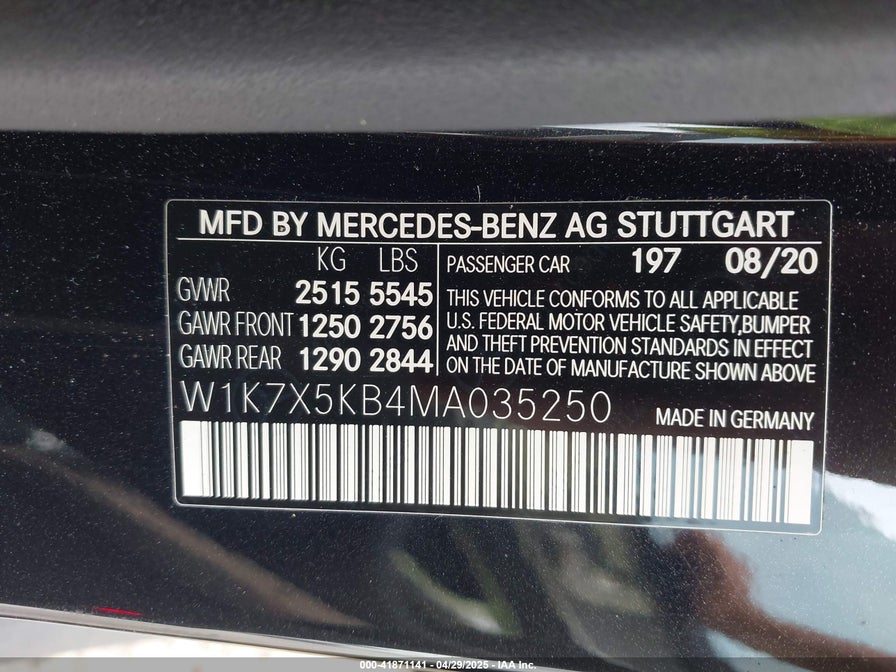 MFD BY MERCEDES-BENZ AG STUTTGART
KG LBS
GVWR 2515 5545
GAWR FRONT 1250 2756
GAWR REAR 1290 2844
PASSENGER CAR 197 08/20
THIS VEHICLE CONFORMS TO ALL APPLICABLE
U.S. FEDERAL MOTOR VEHICLE SAFETY,BUMPER
AND THEFT PREVENTION STANDARDS IN EFFECT
ON THE DATE OF MANUFACTURE SHOWN ABOVE
W1K7X5KB4MA035250
MADE IN GERMANY
000-41871141 - 04/29/2025 - IAA Inc.